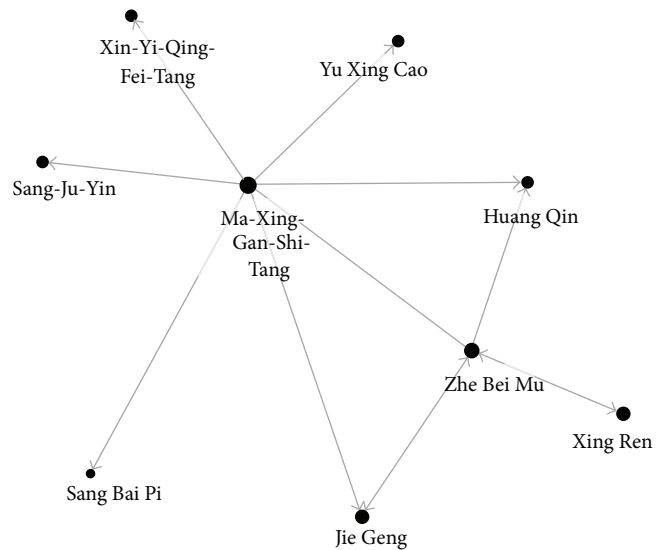 Xin-Yi-Qing-
Fei-Tang
Yu Xing Cao
Sang-Ju-Yin
Ma-Xing-
Gan-Shi-
Tang
Huang Qin
Zhe Bei Mu
Xing Ren
Sang Bai Pi
Jie Geng